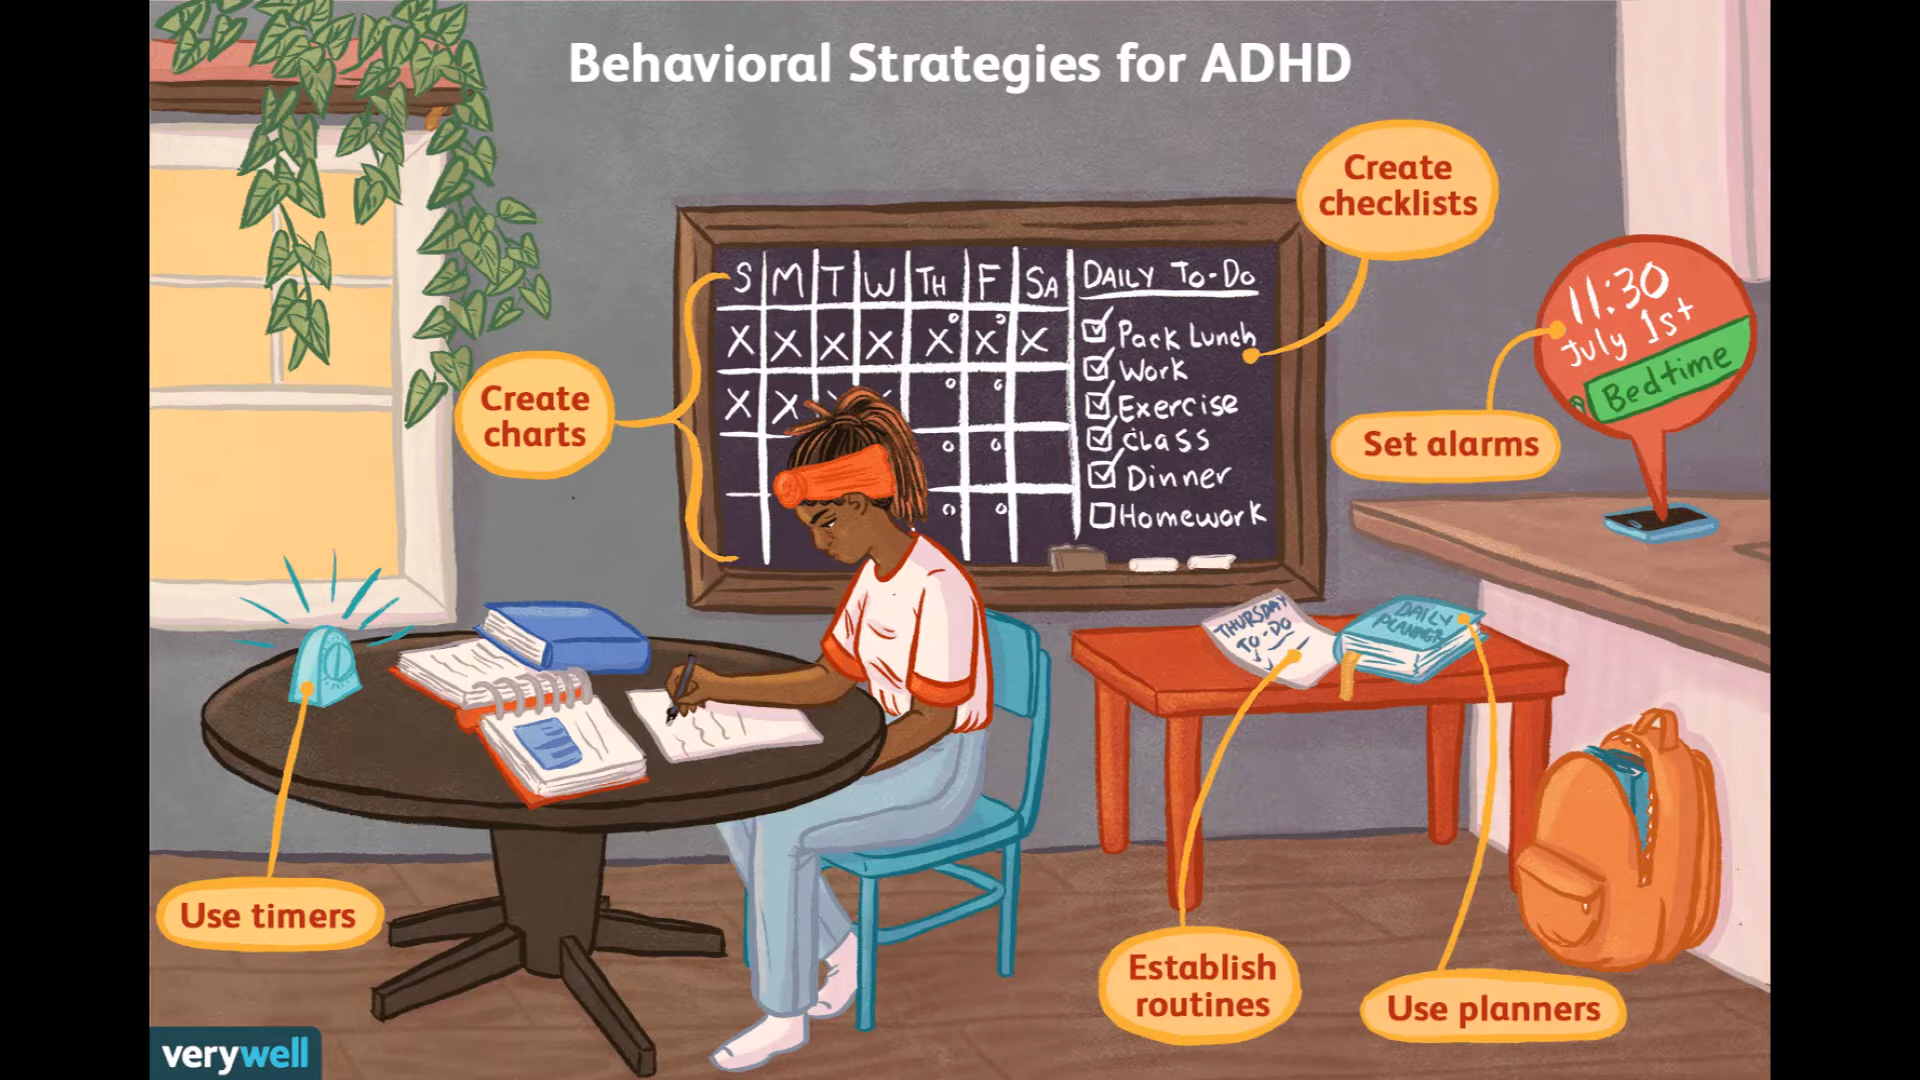 Behavioral Strategies for ADHD
Create
checklists
S M T W TH F SA
X X X X X X X
X X
DAILY TO-DO
Pack Lunch
Work
Exercise
CLASS
Dinner
Homework
11:30
July 1st
Bedtime
Create
charts
Set alarms
THURSDAY
TO-DO
DAILY
PLANNER
Use timers
Establish
routines
Use planners
verywell